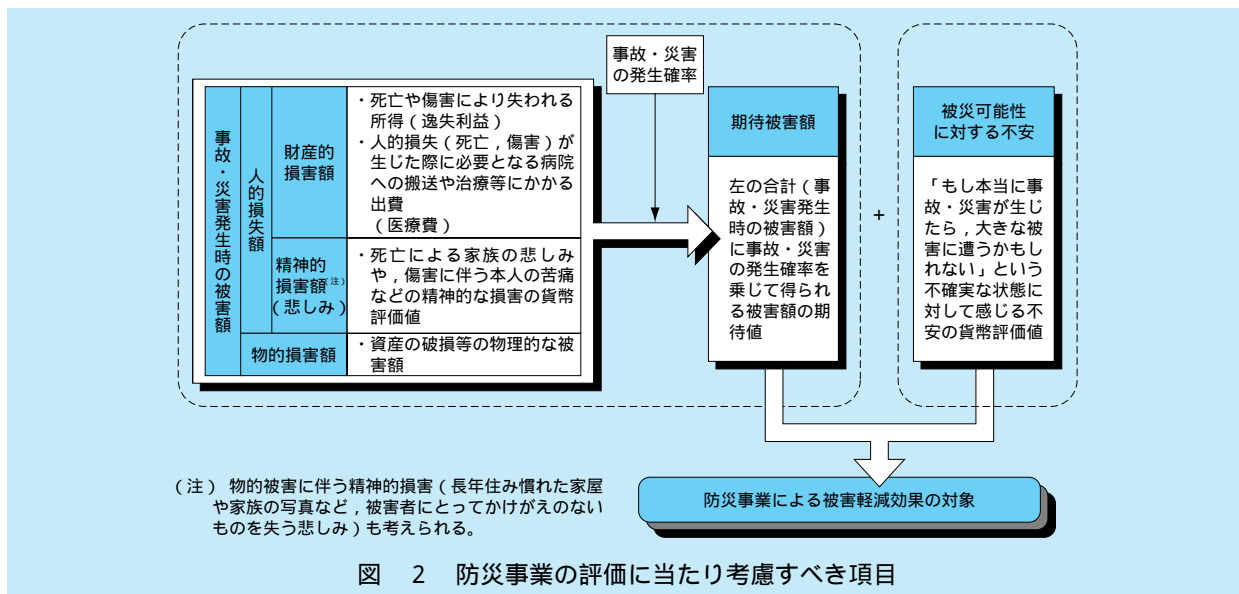 事故・災害
の発生確率
事故・災害発生時の被害額
人的損失額
財産的
損害額
・死亡や傷害により失われる
所得（逸失利益）
・人的損失（死亡，傷害）が
生じた際に必要となる病院
への搬送や治療等にかかる
出費
（医療費）
精神的
損害額（注）
（悲しみ）
・死亡による家族の悲しみ
や，傷害に伴う本人の苦痛
などの精神的な損害の貨幣
評価値
物的損害額
・資産の破損等の物理的な被
害額
期待被害額
左の合計（事
故・災害発生
時の被害額）
に事故・災害
の発生確率を
乗じて得られ
る被害額の期
待値
+
被災可能性
に対する不安
「もし本当に事
故・災害が生じ
たら，大きな被
害に遭うかもし
れない」という
不確実な状態に
対して感じる不
安の貨幣評価値
防災事業による被害軽減効果の対象
（注） 物的被害に伴う精神的損害（長年住み慣れた家屋
や家族の写真など，被害者にとってかけがえのない
ものを失う悲しみ）も考えられる。
図 2 防災事業の評価に当たり考慮すべき項目